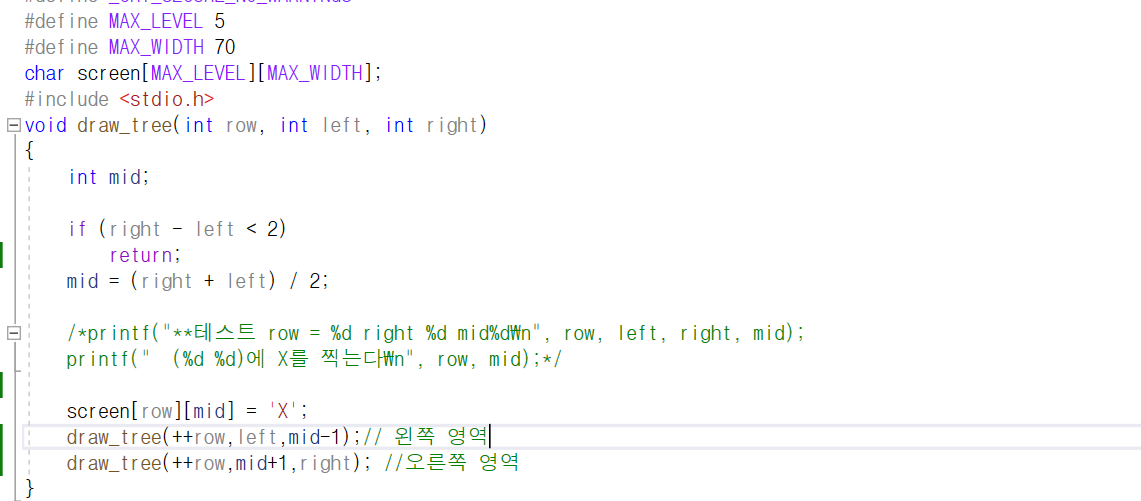 #define _CRT_SECURE_NO_WARNINGS
#define MAX_LEVEL 5
#define MAX_WIDTH 70
char screen[MAX_LEVEL][MAX_WIDTH];
#include <stdio.h>
void draw_tree(int row, int left, int right)
{
    int mid;
    if (right - left < 2)
        return;
    mid = (right + left) / 2;
    /*printf("**테스트 row = %d right %d mid%d₩n", row, left, right, mid);
    printf("  (%d %d)에 X를 찍는다₩n", row, mid);*/
    screen[row][mid] = 'X';
    draw_tree(++row,left,mid-1);// 왼쪽 영역
    draw_tree(++row,mid+1,right); //오른쪽 영역
}